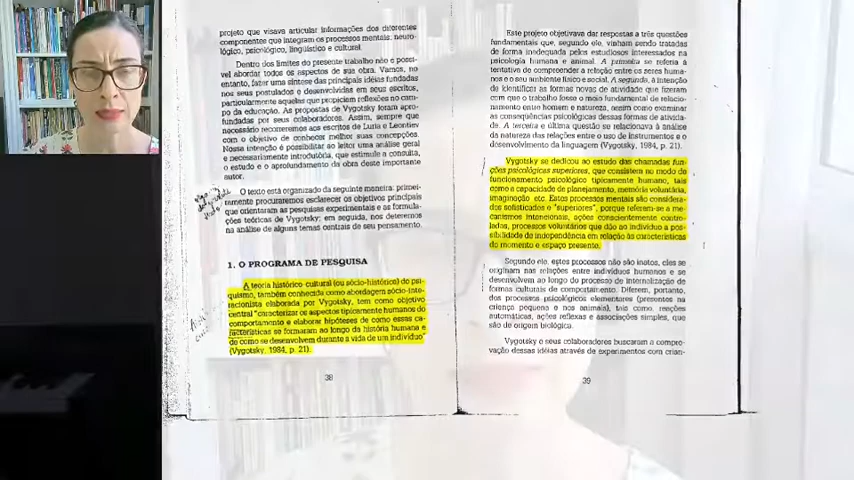 projeto que visava articular informações dos diferentes
componentes que integram os processos mentais: neuro-
lógico, psicológico, lingüístico e cultural.
Dentro dos limites do presente trabalho não é possí-
vel abordar todos os aspectos de sua obra. Vamos, no
entanto, fazer uma síntese das principais idéias fundadas
nos seus postulados e desenvolvidas em seus escritos,
particularmente aquelas que propiciam reflexões no cam-
po da educação. As propostas de Vygotsky foram apro-
fundadas por seus colaboradores. Assim, sempre que
necessário recorreremos aos escritos de Luria e Leontiev
com o objetivo de conhecer melhor suas concepções.
Nossa intenção é possibilitar ao leitor uma análise geral
e necessariamente introdutória, que estimule a consulta,
o estudo e o aprofundamento da obra deste importante
autor.
O texto está organizado da seguinte maneira: primei-
ramente procuraremos esclarecer os objetivos principais
que orientaram as pesquisas experimentais e as formula-
ções teóricas de Vygotsky; em seguida, nos deteremos
na análise de alguns temas centrais de seu pensamento.
1. O PROGRAMA DE PESQUISA
A teoria histórico-cultural (ou sócio-histórica) do psi-
quismo, também conhecida como abordagem sócio-inte-
racionista elaborada por Vygotsky, tem como objetivo
central "caracterizar os aspectos tipicamente humanos do
comportamento e elaborar hipóteses de como essas ca-
racterísticas se formaram ao longo da história humana e
de como se desenvolvem durante a vida de um indivíduo"
(Vygotsky, 1984, p. 21).
38
Este projeto objetivava dar respostas a três questões
fundamentais que, segundo ele, vinham sendo tratadas
de forma inadequada pelos estudiosos interessados na
psicologia humana e animal. A primeira se referia à
tentativa de compreender a relação entre os seres huma-
nos e o seu ambiente físico e social. A segunda, à intenção
de identificar as formas novas de atividade que fizeram
com que o trabalho fosse o meio fundamental de relacio-
namento entre homem e natureza, assim como examinar
as conseqüências psicológicas dessas formas de ativida-
de. A terceira e última questão se relacionava à análise
da natureza das relações entre o uso de instrumentos e o
desenvolvimento da linguagem (Vygotsky, 1984, p. 21).
Vygotsky se dedicou ao estudo das chamadas fun-
ções psicológicas superiores, que consistem no modo de
funcionamento psicológico tipicamente humano, tais
como a capacidade de planejamento, memória voluntária,
imaginação etc. Estes processos mentais são considera-
dos sofisticados e "superiores", porque referem-se a me-
canismos intencionais, ações conscientemente contro-
ladas, processos voluntários que dão ao indivíduo a pos-
sibilidade de independência em relação às características
do momento e espaço presente.
Segundo ele, estes processos não são inatos, eles se
originam nas relações entre indivíduos humanos e se
desenvolvem ao longo do processo de internalização de
formas culturais de comportamento. Diferem, portanto,
dos processos psicológicos elementares (presentes na
criança pequena e nos animais), tais como, reações
automáticas, ações reflexas e associações simples, que
são de origem biológica.
Vygotsky e seus colaboradores buscaram a compro-
vação dessas idéias através de experimentos com crian-
39